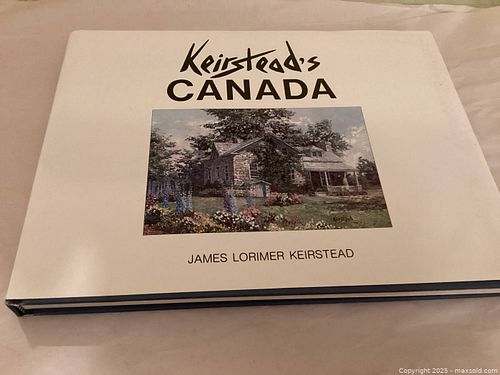 Keirstead's
CANADA
JAMES LORIMER KEIRSTEAD
Copyright 2025 - maxsold.com